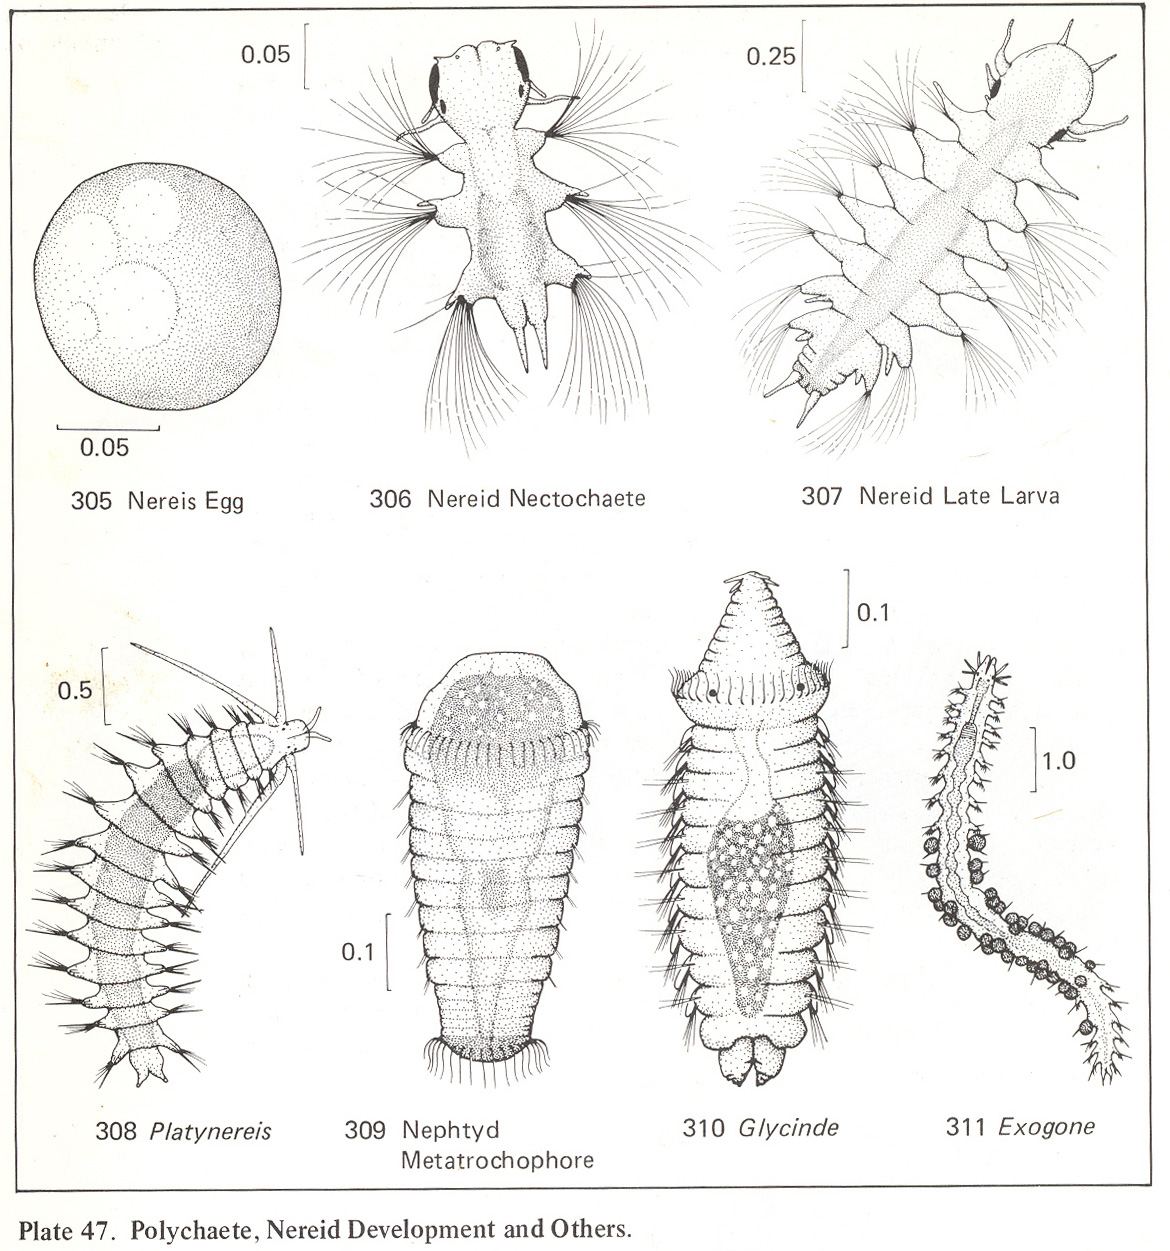 0.05
0.25
0.05
305 Nereis Egg
306 Nereid Nectochaete
307 Nereid Late Larva
0.5
0.1
0.1
1.0
308 Platynereis
309 Nephtyd
Metatrochophore
310 Glycinde
311 Exogone
Plate 47. Polychaete, Nereid Development and Others.